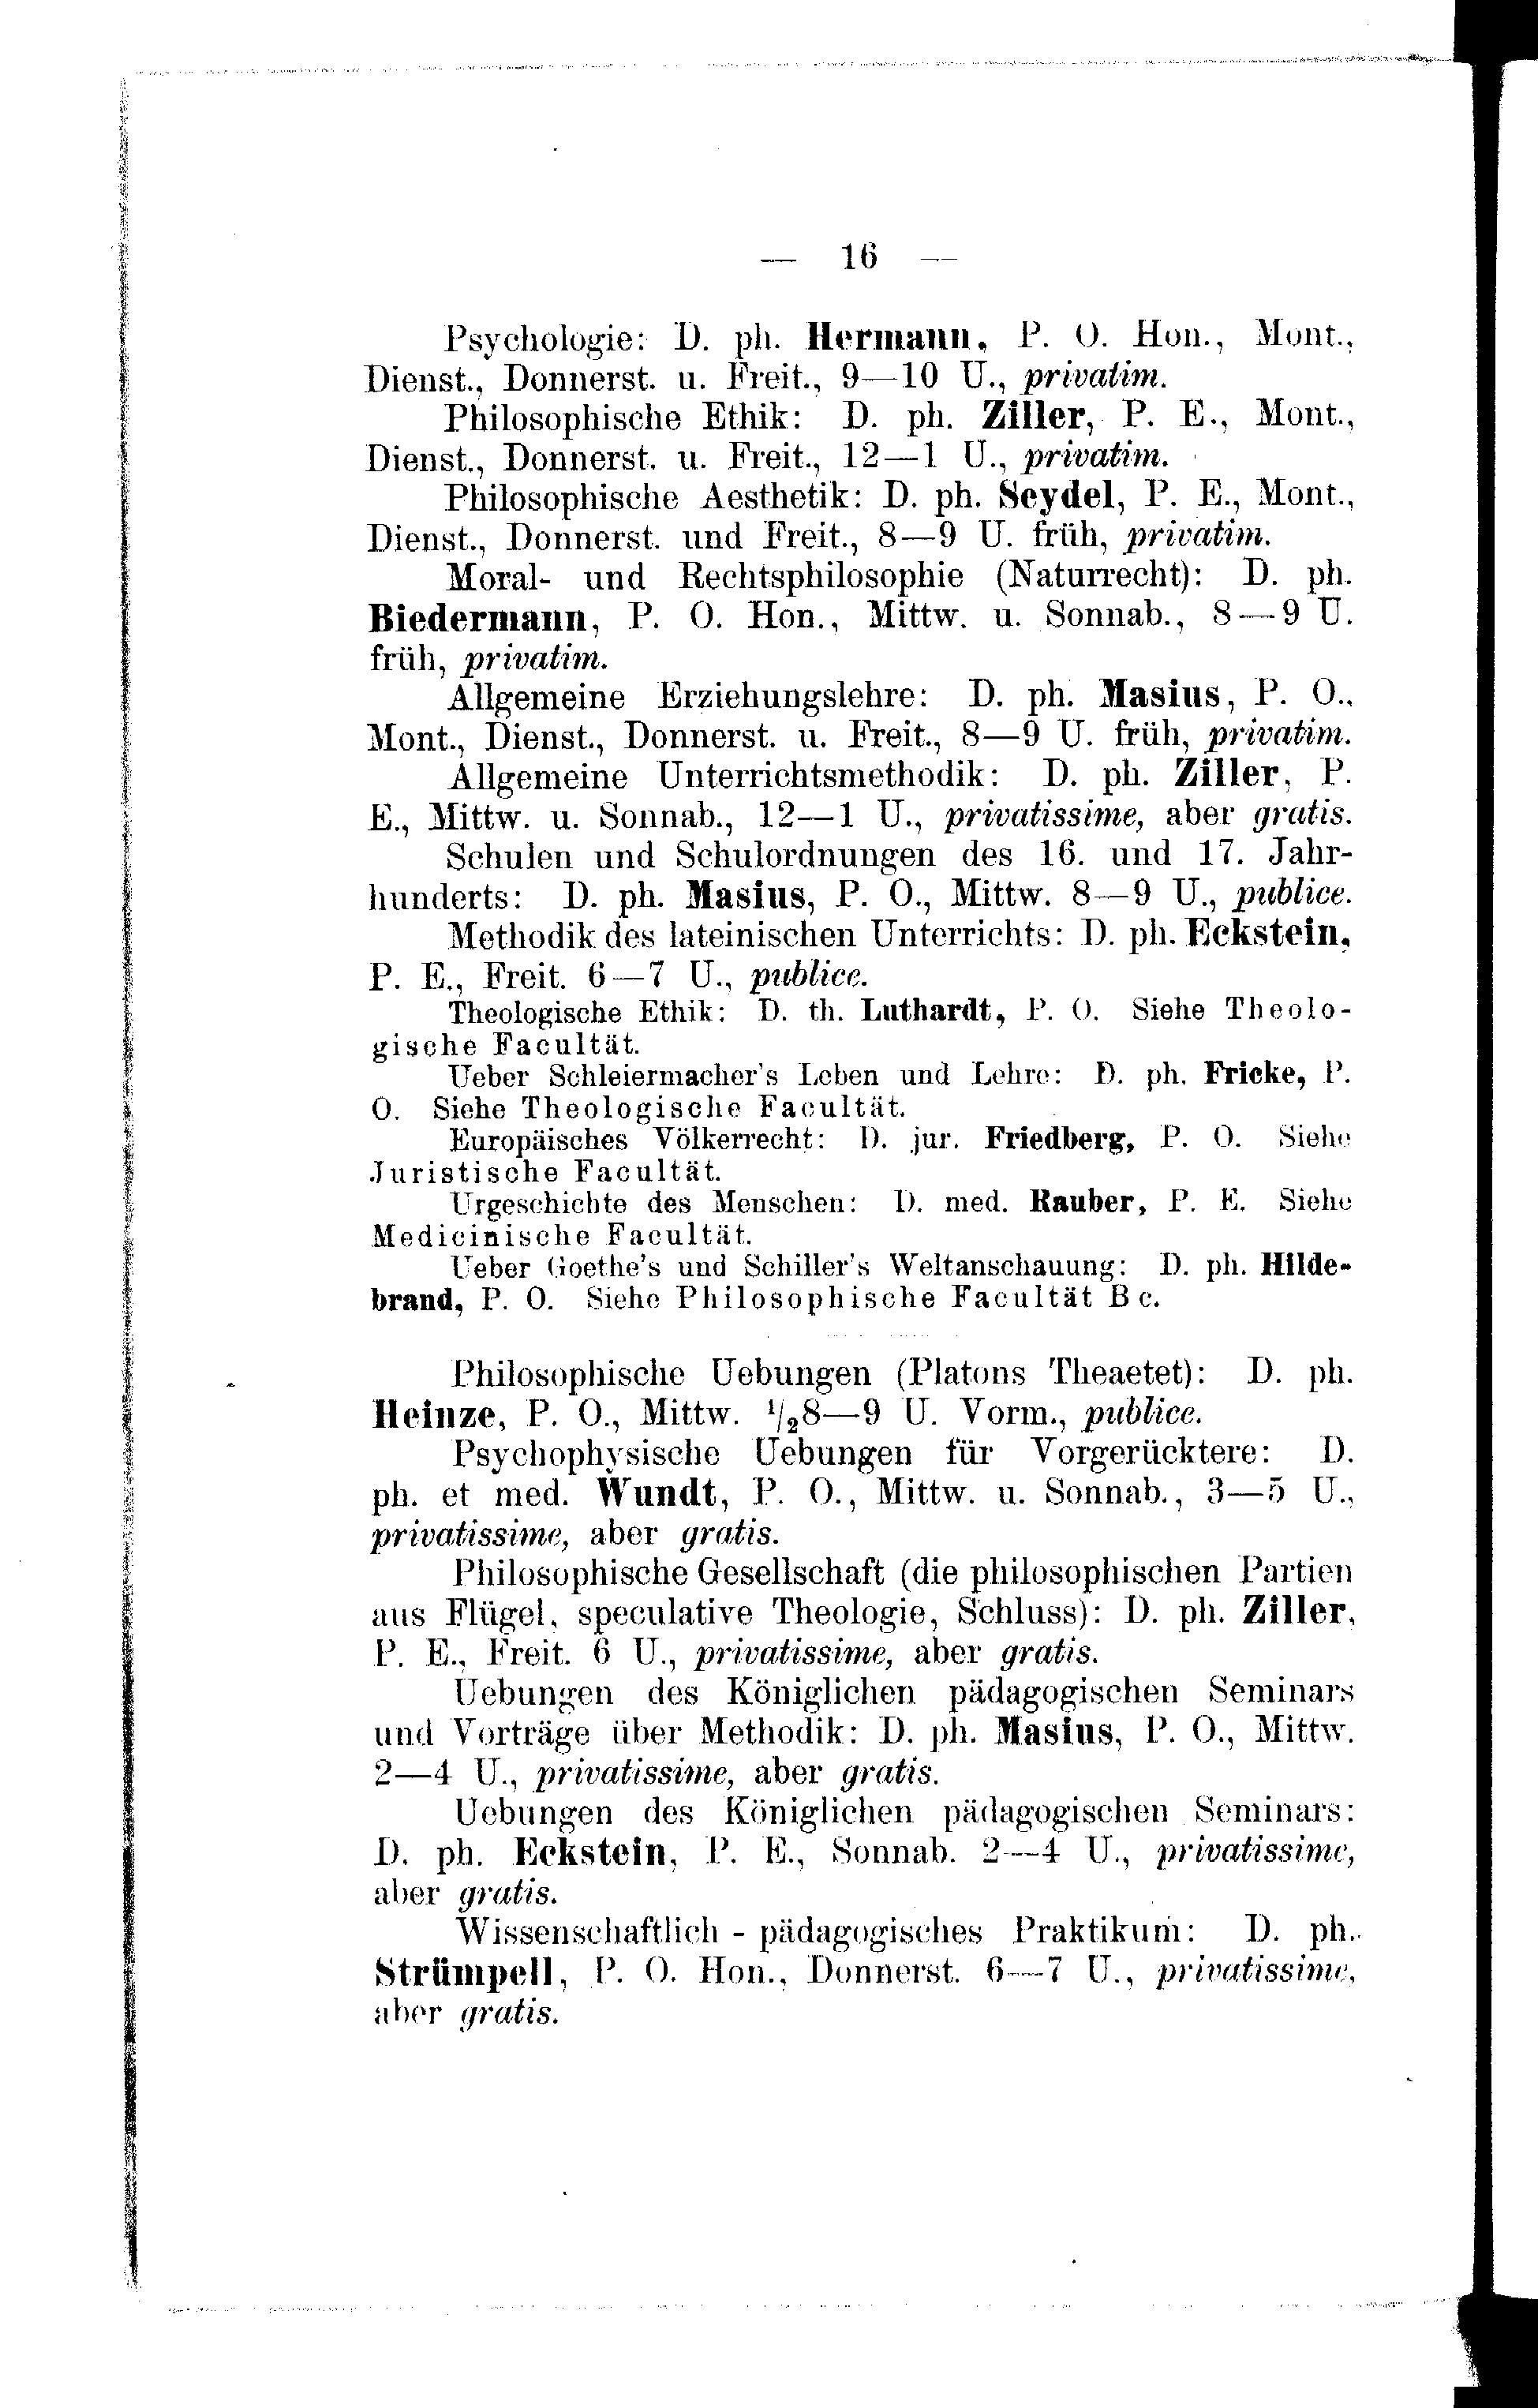 — 16 —
Psychologie: D. ph. Hermann, P. O. Hon., Mont.,
Dienst., Donnerst. u. Freit., 9—10 U., privatim.
Philosophische Ethik: D. ph. Ziller, P. E., Mont.,
Dienst., Donnerst. u. Freit., 12—1 U., privatim.
Philosophische Aesthetik: D. ph. Seydel, P. E., Mont.,
Dienst., Donnerst. und Freit., 8—9 U. früh, privatim.
Moral- und Rechtsphilosophie (Naturrecht): D. ph.
Biedermann, P. O. Hon., Mittw. u. Sonnab., 8—9 U.
früh, privatim.
Allgemeine Erziehungslehre: D. ph. Masius, P. O.,
Mont., Dienst., Donnerst. u. Freit., 8—9 U. früh, privatim.
Allgemeine Unterrichtsmethodik: D. ph. Ziller, P.
E., Mittw. u. Sonnab., 12—1 U., privatissime, aber gratis.
Schulen und Schulordnungen des 16. und 17. Jahr-
hunderts: D. ph. Masius, P. O., Mittw. 8—9 U., publice.
Methodik des lateinischen Unterrichts: D. ph. Eckstein,
P. E., Freit. 6—7 U., publice.
Theologische Ethik: D. th. Luthardt, P. O. Siehe Theolo-
gische Facultät.
Ueber Schleiermacher's Leben und Lehre: D. ph. Fricke, P.
O. Siehe Theologische Facultät.
Europäisches Völkerrecht: D. jur. Friedberg, P. O. Siehe
Juristische Facultät.
Urgeschichte des Menschen: D. med. Rauber, P. E. Siehe
Medicinische Facultät.
Ueber Goethe's und Schiller's Weltanschauung: D. ph. Hilde-
brand, P. O. Siehe Philosophische Facultät Bc.
Philosophische Uebungen (Platons Theaetet): D. ph.
Heinze, P. O., Mittw. 1/28—9 U. Vorm., publice.
Psychophysische Uebungen für Vorgerücktere: D.
ph. et med. Wundt, P. O., Mittw. u. Sonnab., 3—5 U.,
privatissime, aber gratis.
Philosophische Gesellschaft (die philosophischen Partien
aus Flügel, speculative Theologie, Schluss): D. ph. Ziller,
P. E., Freit. 6 U., privatissime, aber gratis.
Uebungen des Königlichen pädagogischen Seminars
und Vorträge über Methodik: D. ph. Masius, P. O., Mittw.
2—4 U., privatissime, aber gratis.
Uebungen des Königlichen pädagogischen Seminars:
D. ph. Eckstein, P. E., Sonnab. 2—4 U., privatissime,
aber gratis.
Wissenschaftlich - pädagogisches Praktikum: D. ph.
Strümpell, P. O. Hon., Donnerst. 6—7 U., privatissime,
aber gratis.